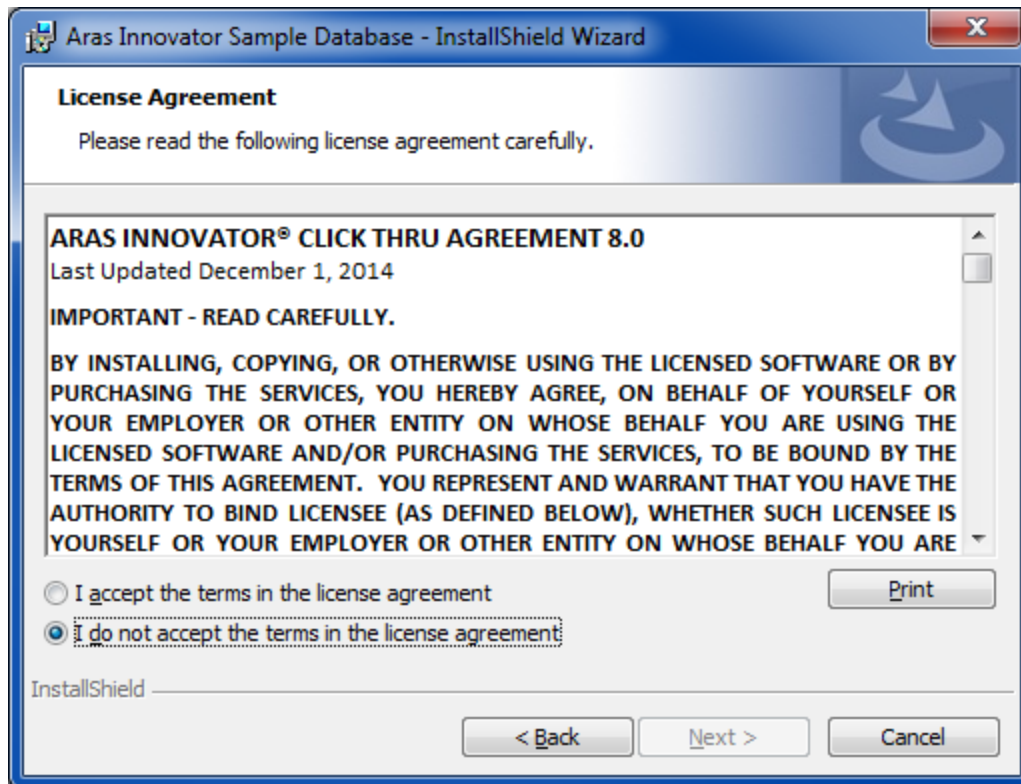 Aras Innovator Sample Database - InstallShield Wizard
License Agreement
Please read the following license agreement carefully.
ARAS INNOVATOR® CLICK THRU AGREEMENT 8.0
Last Updated December 1, 2014
IMPORTANT - READ CAREFULLY.
BY INSTALLING, COPYING, OR OTHERWISE USING THE LICENSED SOFTWARE OR BY
PURCHASING THE SERVICES, YOU HEREBY AGREE, ON BEHALF OF YOURSELF OR
YOUR EMPLOYER OR OTHER ENTITY ON WHOSE BEHALF YOU ARE USING THE
LICENSED SOFTWARE AND/OR PURCHASING THE SERVICES, TO BE BOUND BY THE
TERMS OF THIS AGREEMENT. YOU REPRESENT AND WARRANT THAT YOU HAVE THE
AUTHORITY TO BIND LICENSEE (AS DEFINED BELOW), WHETHER SUCH LICENSEE IS
YOURSELF OR YOUR EMPLOYER OR OTHER ENTITY ON WHOSE BEHALF YOU ARE
I accept the terms in the license agreement
Print
I do not accept the terms in the license agreement
InstallShield
< Back
Next >
Cancel